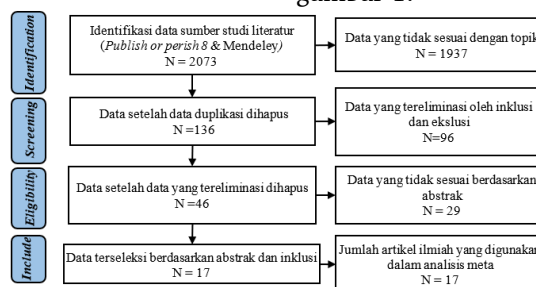 Identification
Identifikasi data sumber studi literatur
(Publish or perish 8 & Mendeley)
N = 2073
Data yang tidak sesuai dengan topik
N = 1937
Screening
Data setelah data duplikasi dihapus
N =136
Data yang tereliminasi oleh inklusi
dan ekslusi
N=96
Eligibility
Data setelah data yang tereliminasi dihapus
N =46
Data yang tidak sesuai berdasarkan
abstrak
N = 29
Include
Data terseleksi berdasarkan abstrak dan inklusi
N = 17
Jumlah artikel ilmiah yang digunakan
dalam analisis meta
N = 17